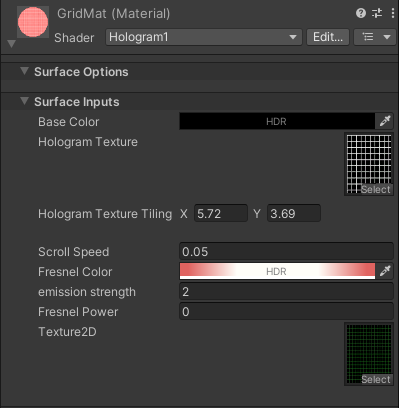 GridMat (Material)
Shader Hologram1 Edit...
Surface Options
Surface Inputs
Base Color HDR
Hologram Texture
Select
Hologram Texture Tiling X 5.72 Y 3.69
Scroll Speed 0.05
Fresnel Color HDR
emission strength 2
Fresnel Power 0
Texture2D
Select